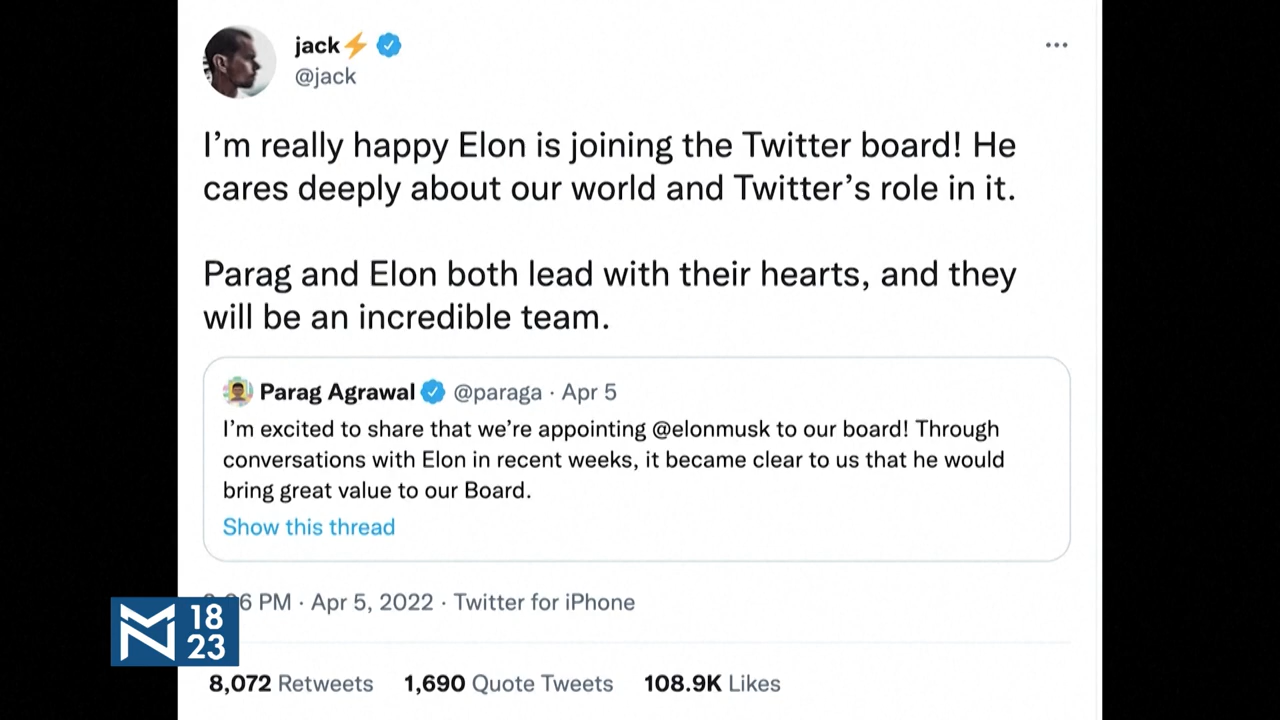 jack⚡
@jack
I'm really happy Elon is joining the Twitter board! He
cares deeply about our world and Twitter's role in it.
Parag and Elon both lead with their hearts, and they
will be an incredible team.
Parag Agrawal @paraga · Apr 5
I'm excited to share that we're appointing @elonmusk to our board! Through
conversations with Elon in recent weeks, it became clear to us that he would
bring great value to our Board.
Show this thread
6 PM · Apr 5, 2022 · Twitter for iPhone
18
23
8,072 Retweets 1,690 Quote Tweets 108.9K Likes